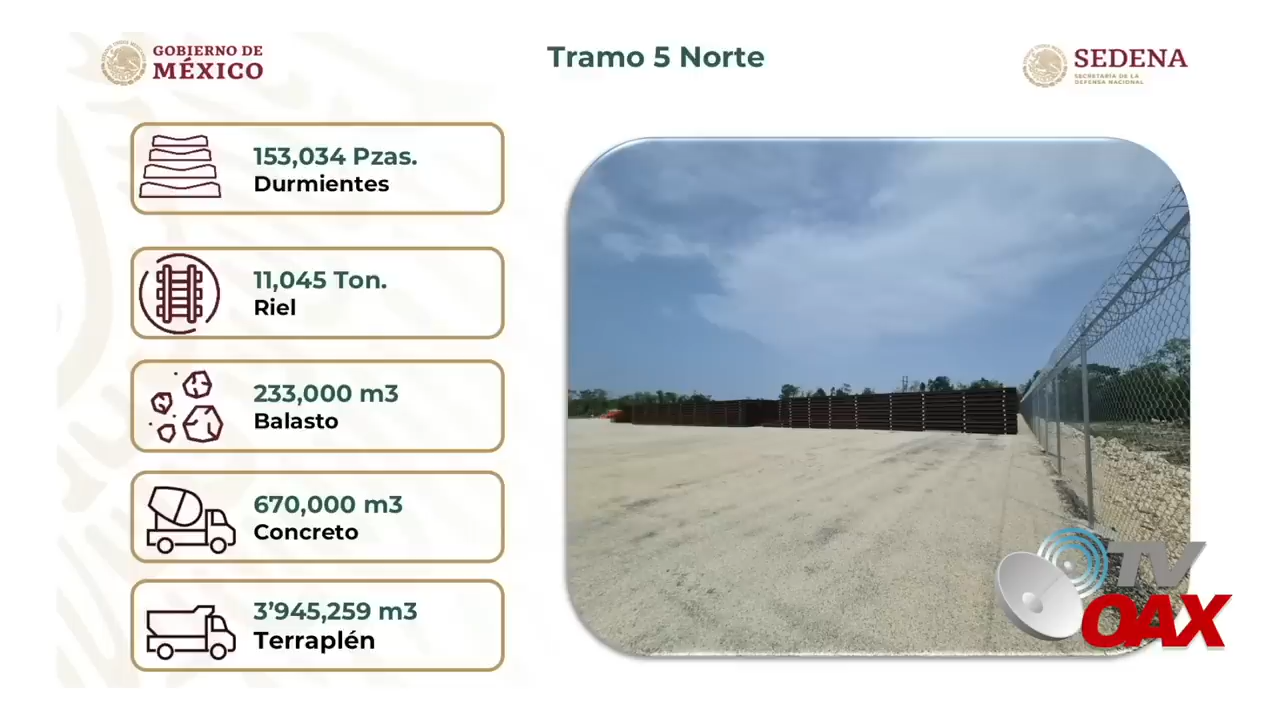 GOBIERNO DE
MÉXICO
Tramo 5 Norte
SEDENA
SECRETARÍA DE LA
DEFENSA NACIONAL
153,034 Pzas.
Durmientes
11,045 Ton.
Riel
233,000 m3
Balasto
670,000 m3
Concreto
3’945,259 m3
Terraplén
TV
OAX